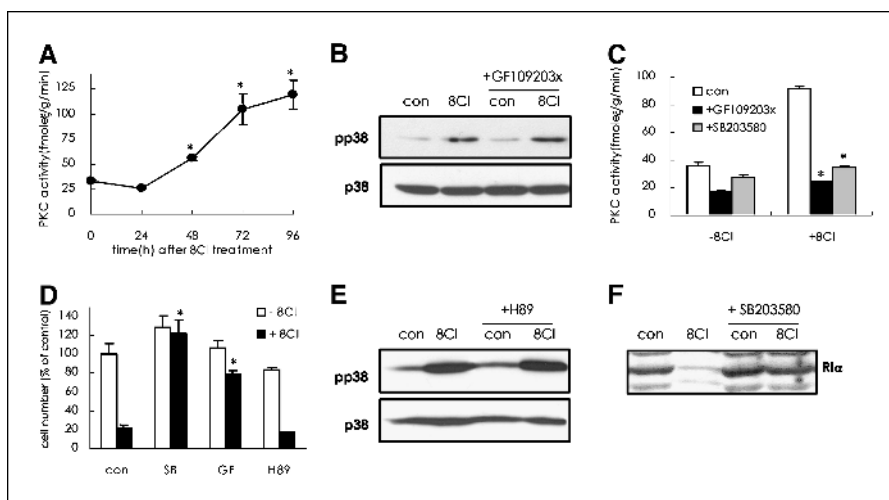 A
PKC activity(fmoles/g/min)
125
100
75
50
25
0
*
*
*
0 24 48 72 96
time(h) after 8Cl treatment
B
+GF109203x
con 8Cl con 8Cl
pp38
p38
C
PKC activity(fmoles/g/min)
100
80
60
40
20
0
con
+GF109203x
+SB203580
* *
-8Cl +8Cl
D
cell number (% of control)
140
120
100
80
60
40
20
0
- 8Cl
+ 8Cl
*
*
con SB GF H89
E
+H89
con 8Cl con 8Cl
pp38
p38
F
+ SB203580
con 8Cl con 8Cl
RIα